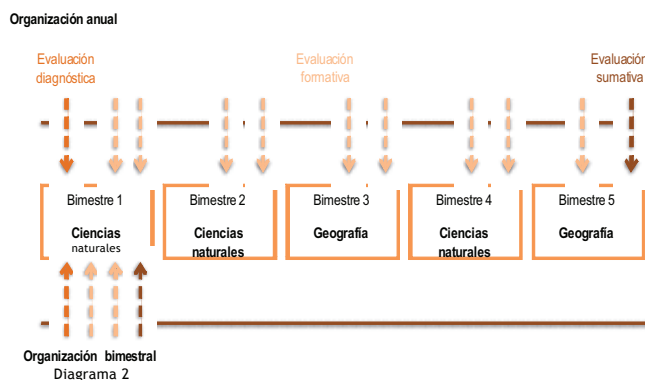 Organización anual
Evaluación
diagnóstica
Evaluación
formativa
Evaluación
sumativa
Bimestre 1
Ciencias
naturales
Bimestre 2
Ciencias
naturales
Bimestre 3
Geografía
Bimestre 4
Ciencias
naturales
Bimestre 5
Geografía
Organización bimestral
Diagrama 2